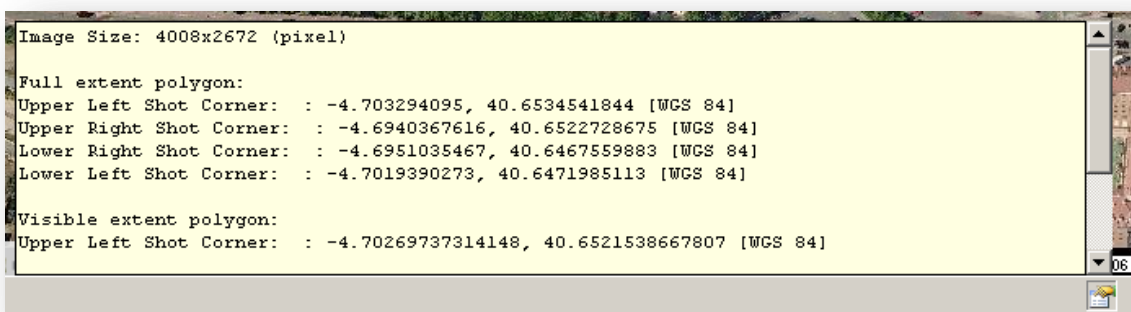 Image Size: 4008x2672 (pixel)
Full extent polygon:
Upper Left Shot Corner:  : -4.703294095, 40.6534541844 [WGS 84]
Upper Right Shot Corner:  : -4.6940367616, 40.6522728675 [WGS 84]
Lower Right Shot Corner:  : -4.6951035467, 40.6467559883 [WGS 84]
Lower Left Shot Corner:  : -4.7019390273, 40.6471985113 [WGS 84]
Visible extent polygon:
Upper Left Shot Corner:  : -4.70269737314148, 40.6521538667807 [WGS 84]
06